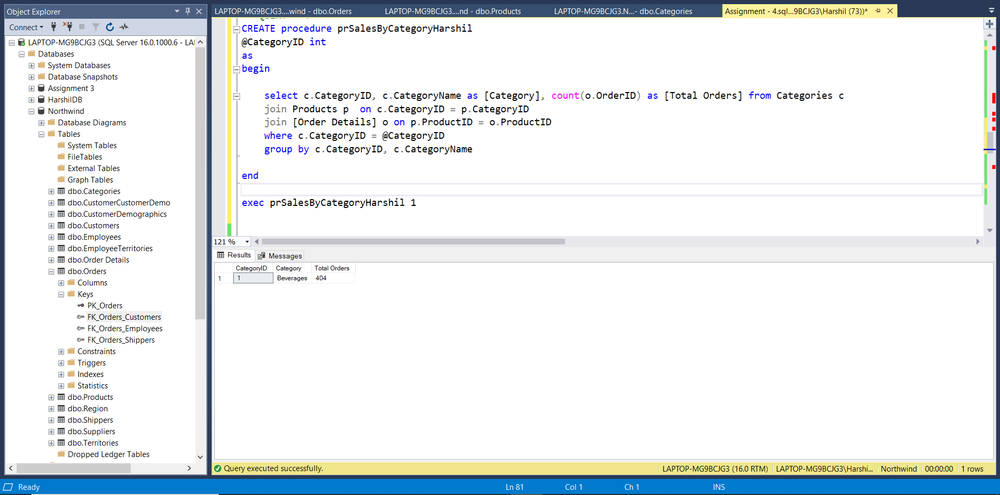 Object Explorer
Connect
LAPTOP-MG9BCJG3 (SQL Server 16.0.1000.6 - LAI
Databases
System Databases
Database Snapshots
Assignment 3
HarshilDB
Northwind
Database Diagrams
Tables
System Tables
FileTables
External Tables
Graph Tables
dbo.Categories
dbo.CustomerCustomerDemo
dbo.CustomerDemographics
dbo.Customers
dbo.Employees
dbo.EmployeeTerritories
dbo.Order Details
dbo.Orders
Columns
Keys
PK_Orders
FK_Orders_Customers
FK_Orders_Employees
FK_Orders_Shippers
Constraints
Triggers
Indexes
Statistics
dbo.Products
dbo.Region
dbo.Shippers
dbo.Suppliers
dbo.Territories
Dropped Ledger Tables
LAPTOP-MG9BCJG3....wind - dbo.Orders
LAPTOP-MG9BCJG3....nd - dbo.Products
LAPTOP-MG9BCJG3.N...- dbo.Categories
Assignment - 4.sql...9BCJG3\Harshil (73))*
CREATE procedure prSalesByCategoryHarshil
@CategoryID int
as
begin
select c.CategoryID, c.CategoryName as [Category], count(o.OrderID) as [Total Orders] from Categories c
join Products p  on c.CategoryID = p.CategoryID
join [Order Details] o on p.ProductID = o.ProductID
where c.CategoryID = @CategoryID
group by c.CategoryID, c.CategoryName
end
exec prSalesByCategoryHarshil 1
121 %
Results Messages
CategoryID Category Total Orders
1 1 Beverages 404
Query executed successfully.
LAPTOP-MG9BCJG3 (16.0 RTM) LAPTOP-MG9BCJG3\Harshi... Northwind 00:00:00 1 rows
Ready Ln 81 Col 1 Ch 1 INS